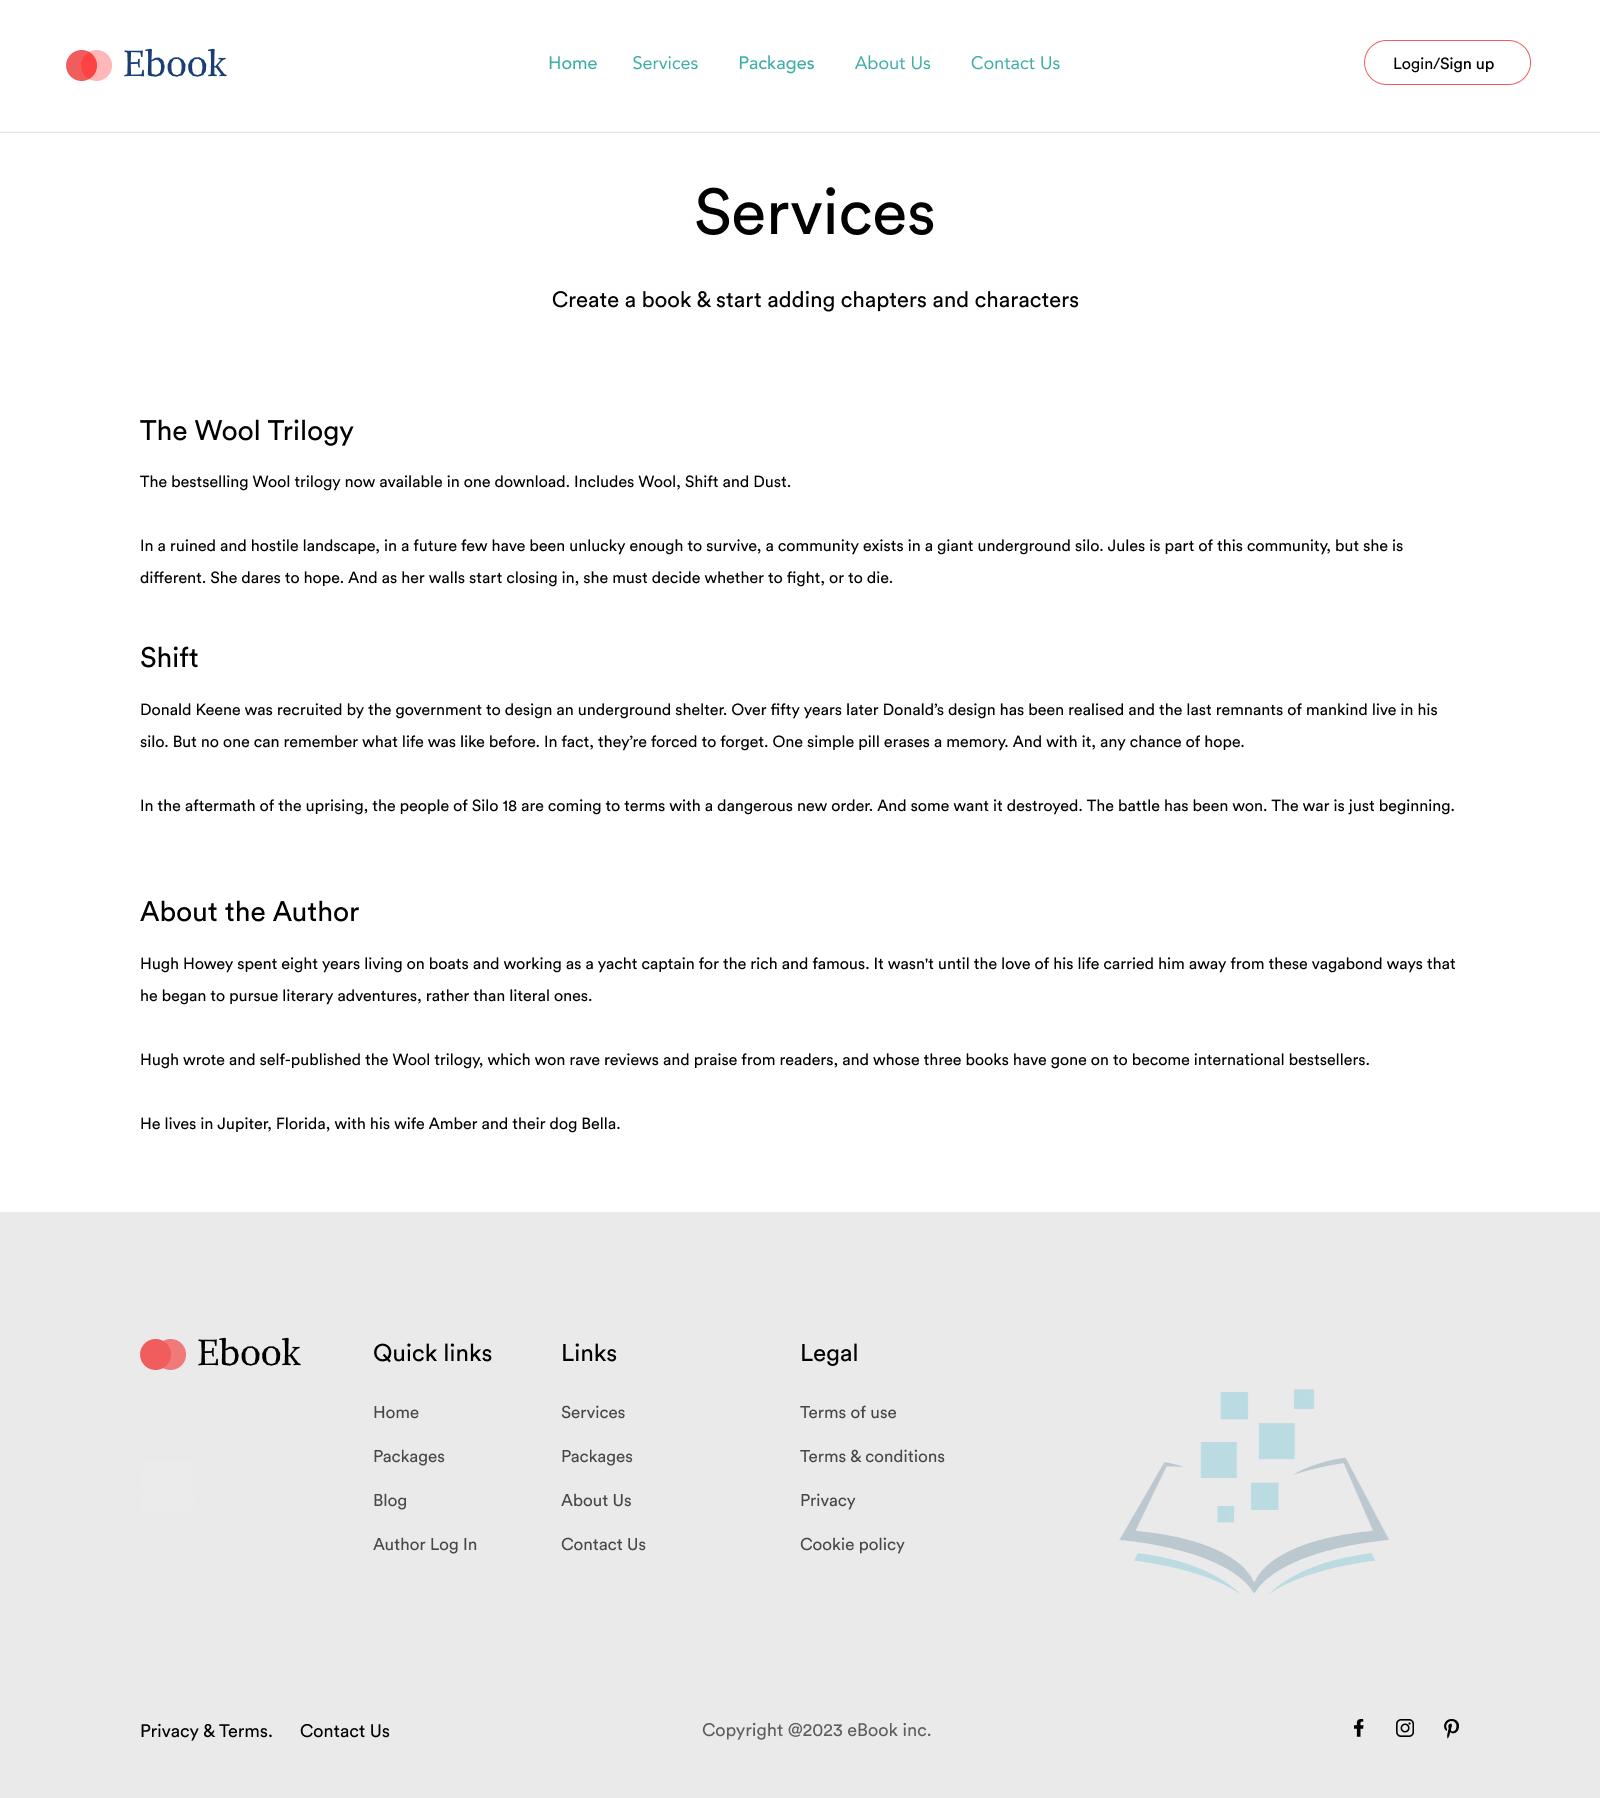 Ebook
Home Services Packages About Us Contact Us
Login/Sign up
Services
Create a book & start adding chapters and characters
The Wool Trilogy
The bestselling Wool trilogy now available in one download. Includes Wool, Shift and Dust.
In a ruined and hostile landscape, in a future few have been unlucky enough to survive, a community exists in a giant underground silo. Jules is part of this community, but she is
different. She dares to hope. And as her walls start closing in, she must decide whether to fight, or to die.
Shift
Donald Keene was recruited by the government to design an underground shelter. Over fifty years later Donald’s design has been realised and the last remnants of mankind live in his
silo. But no one can remember what life was like before. In fact, they’re forced to forget. One simple pill erases a memory. And with it, any chance of hope.
In the aftermath of the uprising, the people of Silo 18 are coming to terms with a dangerous new order. And some want it destroyed. The battle has been won. The war is just beginning.
About the Author
Hugh Howey spent eight years living on boats and working as a yacht captain for the rich and famous. It wasn't until the love of his life carried him away from these vagabond ways that
he began to pursue literary adventures, rather than literal ones.
Hugh wrote and self-published the Wool trilogy, which won rave reviews and praise from readers, and whose three books have gone on to become international bestsellers.
He lives in Jupiter, Florida, with his wife Amber and their dog Bella.
Ebook
Quick links
Home
Packages
Blog
Author Log In
Links
Services
Packages
About Us
Contact Us
Legal
Terms of use
Terms & conditions
Privacy
Cookie policy
Privacy & Terms. Contact Us
Copyright @2023 eBook inc.